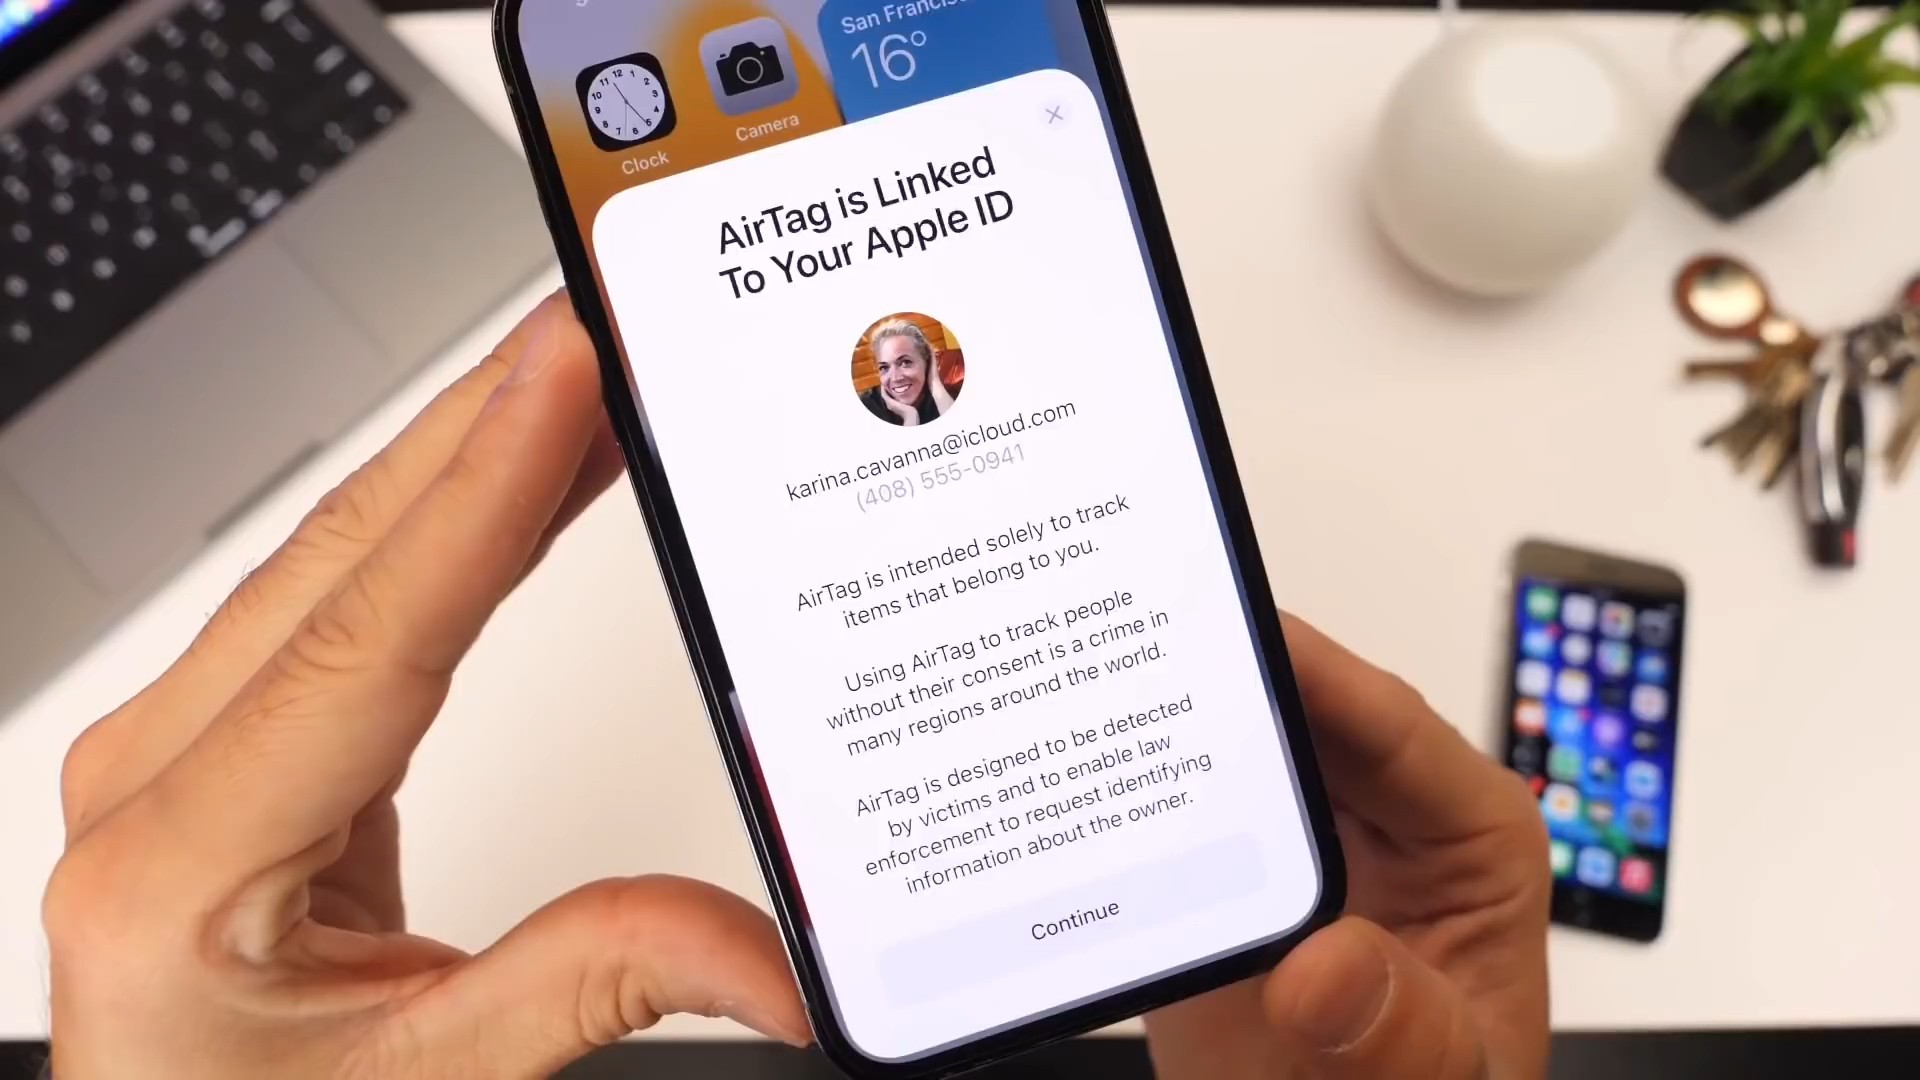 San Francisc
16°
Clock
Camera
AirTag is Linked
To Your Apple ID
karina.cavanna@icloud.com
(408) 555-0941
AirTag is intended solely to track
items that belong to you.
Using AirTag to track people
without their consent is a crime in
many regions around the world.
AirTag is designed to be detected
by victims and to enable law
enforcement to request identifying
information about the owner.
Continue